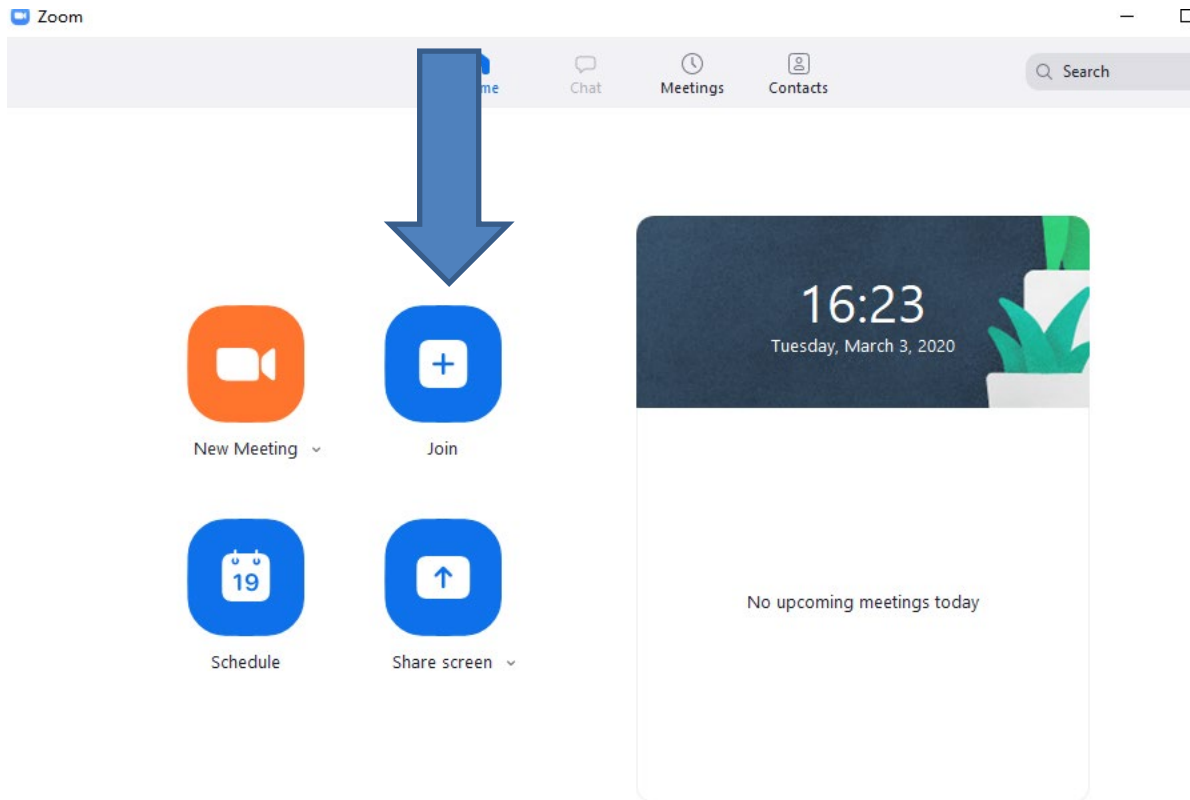 Zoom
me
Chat
Meetings
Contacts
Search
16:23
Tuesday, March 3, 2020
New Meeting
Join
19
Schedule
Share screen
No upcoming meetings today